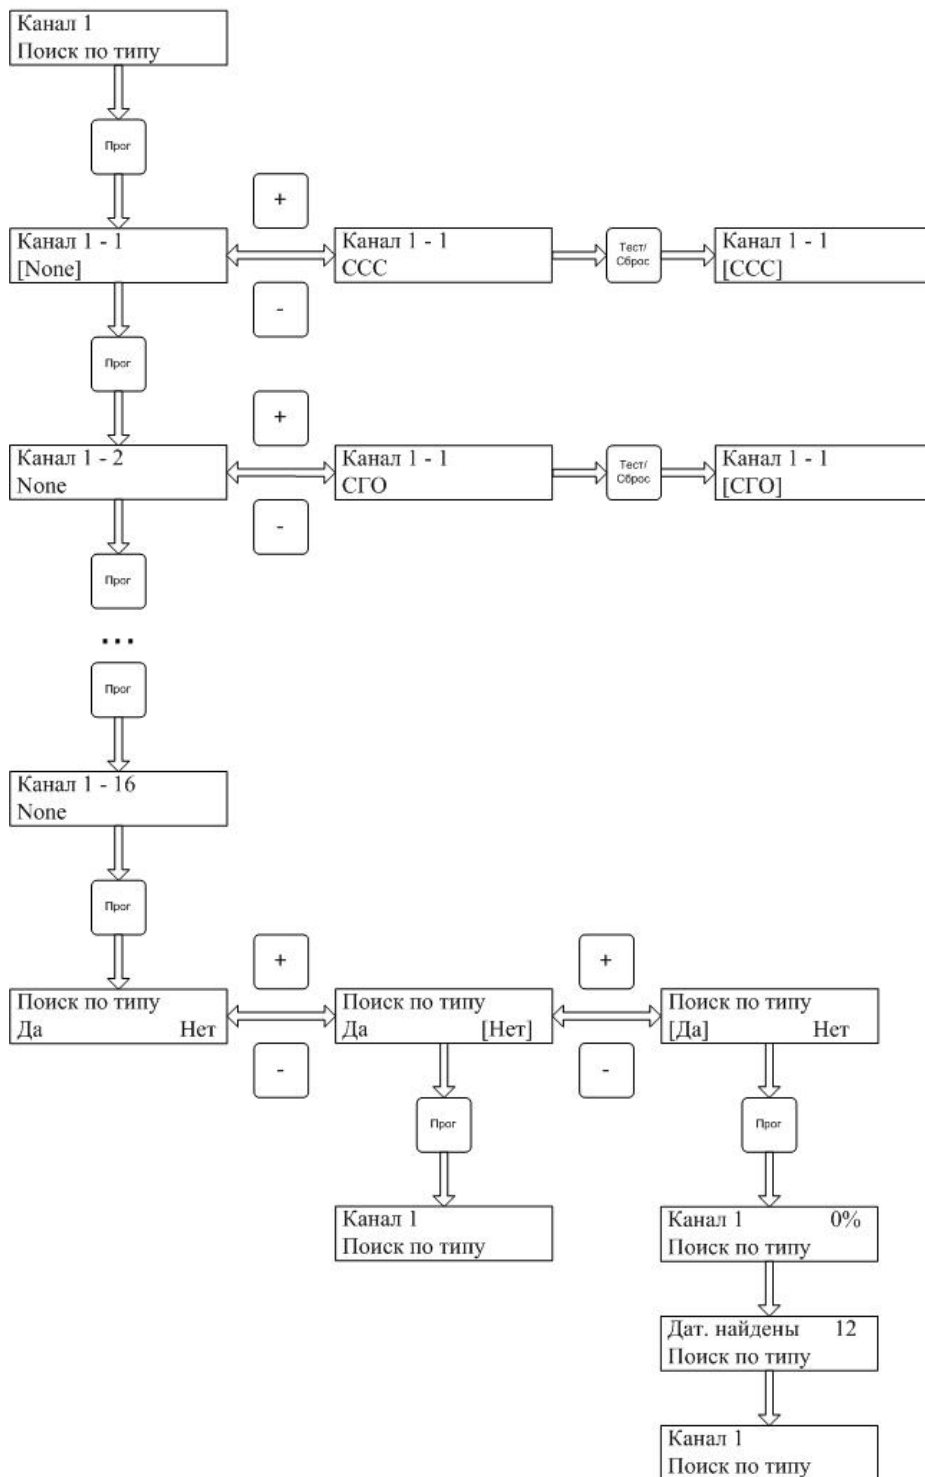 Канал 1
Поиск по типу
Прог
+
Канал 1 - 1
[None]
Канал 1 - 1
ССС
Тест/
Сброс
Канал 1 - 1
[ССС]
-
Прог
+
Канал 1 - 2
None
Канал 1 - 1
СГО
Тест/
Сброс
Канал 1 - 1
[СГО]
-
Прог
...
Прог
Канал 1 - 16
None
Прог
+
+
Поиск по типу
Да Нет
Поиск по типу
Да [Нет]
Поиск по типу
[Да] Нет
-
-
Прог
Прог
Канал 1
Поиск по типу
Канал 1 0%
Поиск по типу
Дат. найдены 12
Поиск по типу
Канал 1
Поиск по типу